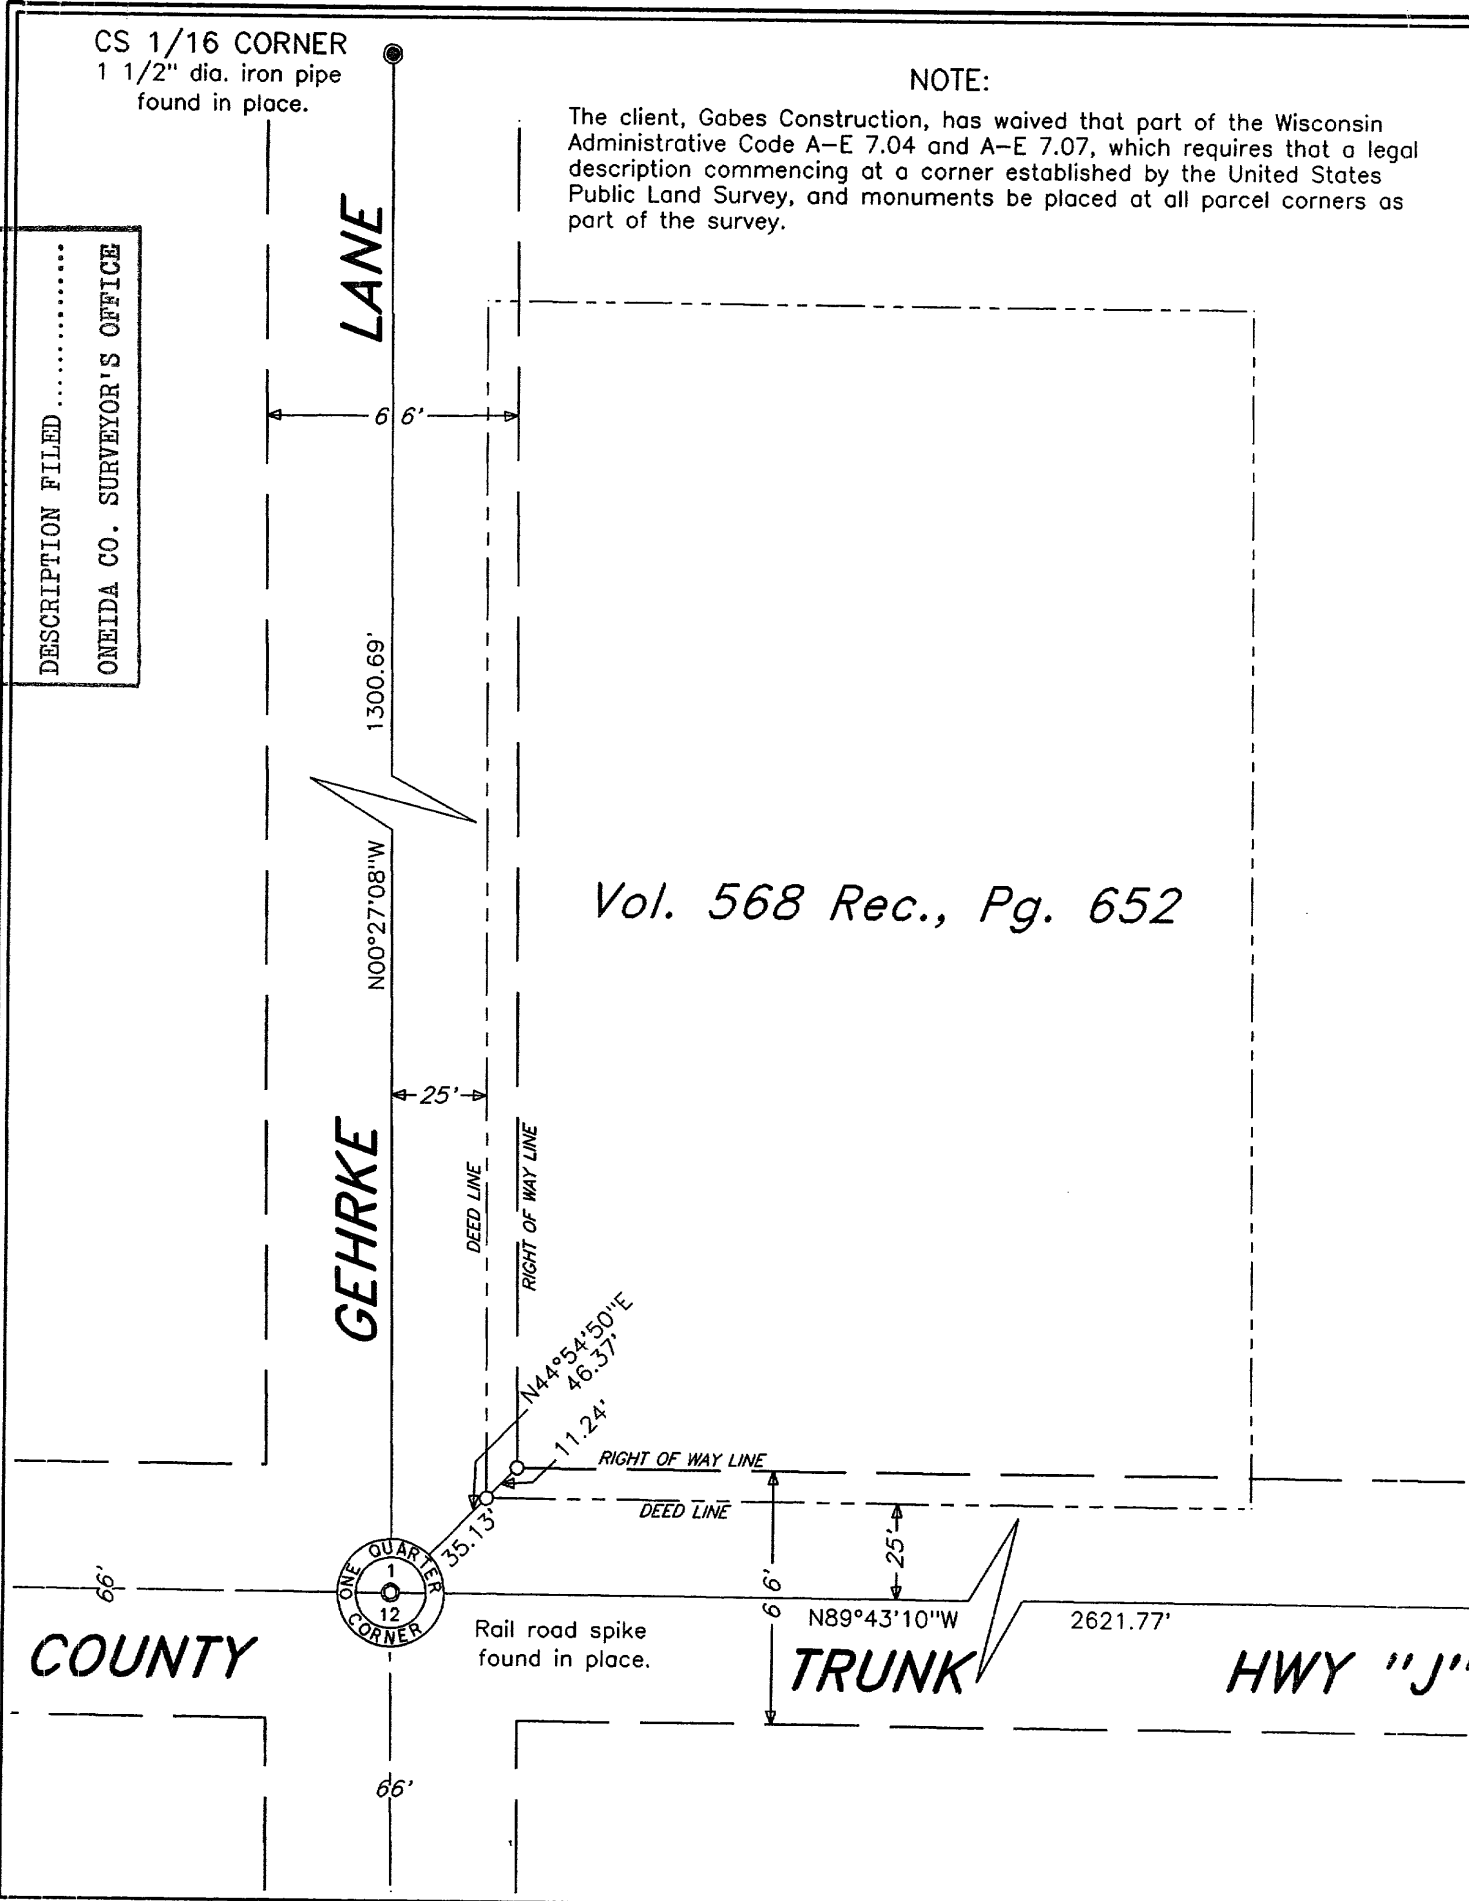 CS 1/16 CORNER
1 1/2" dia. iron pipe
found in place.
NOTE:
The client, Gabes Construction, has waived that part of the Wisconsin
Administrative Code A-E 7.04 and A-E 7.07, which requires that a legal
description commencing at a corner established by the United States
Public Land Survey, and monuments be placed at all parcel corners as
part of the survey.
DESCRIPTION FILED..............
ONEIDA CO. SURVEYOR'S OFFICE
LANE
66'
1300.69'
N00°27'08"W
Vol. 568 Rec., Pg. 652
25'
GEHRKE
DEED LINE
RIGHT OF WAY LINE
N44°54'50"E
46.37'
11.24'
RIGHT OF WAY LINE
DEED LINE
35.13'
25'
66'
66'
ONE QUARTER
1
12
CORNER
Rail road spike
found in place.
N89°43'10"W
2621.77'
COUNTY
TRUNK
HWY "J"
66'